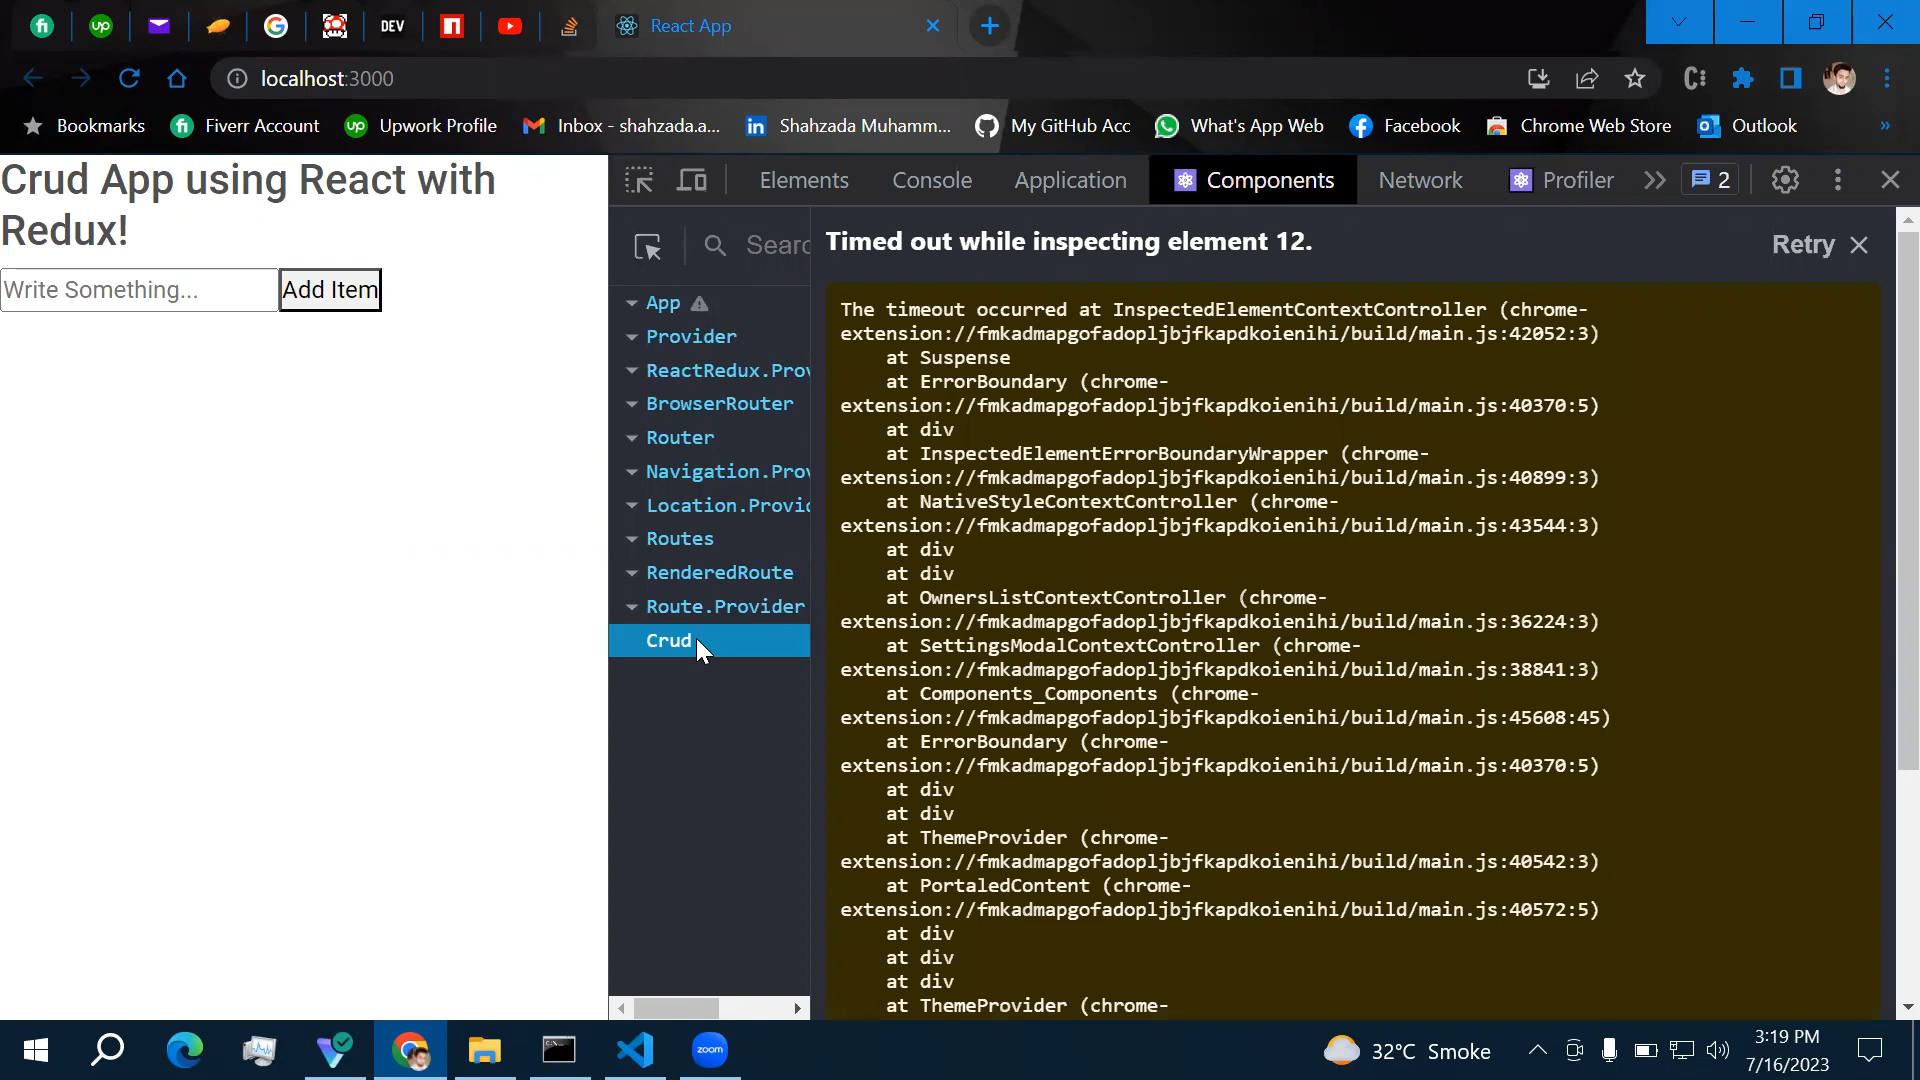 DEV
React App
localhost:3000
Bookmarks
Fiverr Account
Upwork Profile
Inbox - shahzada.a...
Shahzada Muhamm...
My GitHub Acc
What's App Web
Facebook
Chrome Web Store
Outlook
»
Crud App using React with
Redux!
Write Something...
Add Item
Elements
Console
Application
Components
Network
Profiler
2
Searc
App
Provider
ReactRedux.Prov
BrowserRouter
Router
Navigation.Prov
Location.Provid
Routes
RenderedRoute
Route.Provider
Crud
Timed out while inspecting element 12.
Retry
The timeout occurred at InspectedElementContextController (chrome-
extension://fmkadmapgofadopljbjfkapdkoienihi/build/main.js:42052:3)
at Suspense
at ErrorBoundary (chrome-
extension://fmkadmapgofadopljbjfkapdkoienihi/build/main.js:40370:5)
at div
at InspectedElementErrorBoundaryWrapper (chrome-
extension://fmkadmapgofadopljbjfkapdkoienihi/build/main.js:40899:3)
at NativeStyleContextController (chrome-
extension://fmkadmapgofadopljbjfkapdkoienihi/build/main.js:43544:3)
at div
at div
at OwnersListContextController (chrome-
extension://fmkadmapgofadopljbjfkapdkoienihi/build/main.js:36224:3)
at SettingsModalContextController (chrome-
extension://fmkadmapgofadopljbjfkapdkoienihi/build/main.js:38841:3)
at Components_Components (chrome-
extension://fmkadmapgofadopljbjfkapdkoienihi/build/main.js:45608:45)
at ErrorBoundary (chrome-
extension://fmkadmapgofadopljbjfkapdkoienihi/build/main.js:40370:5)
at div
at div
at ThemeProvider (chrome-
extension://fmkadmapgofadopljbjfkapdkoienihi/build/main.js:40542:3)
at PortaledContent (chrome-
extension://fmkadmapgofadopljbjfkapdkoienihi/build/main.js:40572:5)
at div
at div
at div
at ThemeProvider (chrome-
zoom
32°C Smoke
3:19 PM
7/16/2023